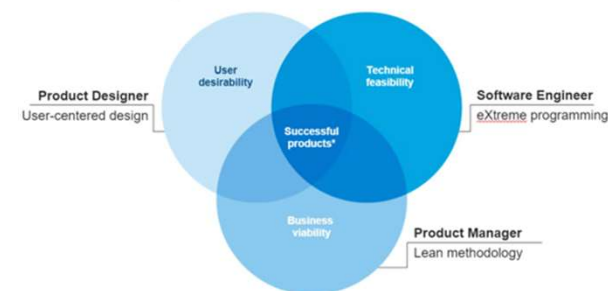 User
desirability
Technical
feasibility
Product Designer
User-centered design
Software Engineer
eXtreme programming
Successful
products*
Business
viability
Product Manager
Lean methodology